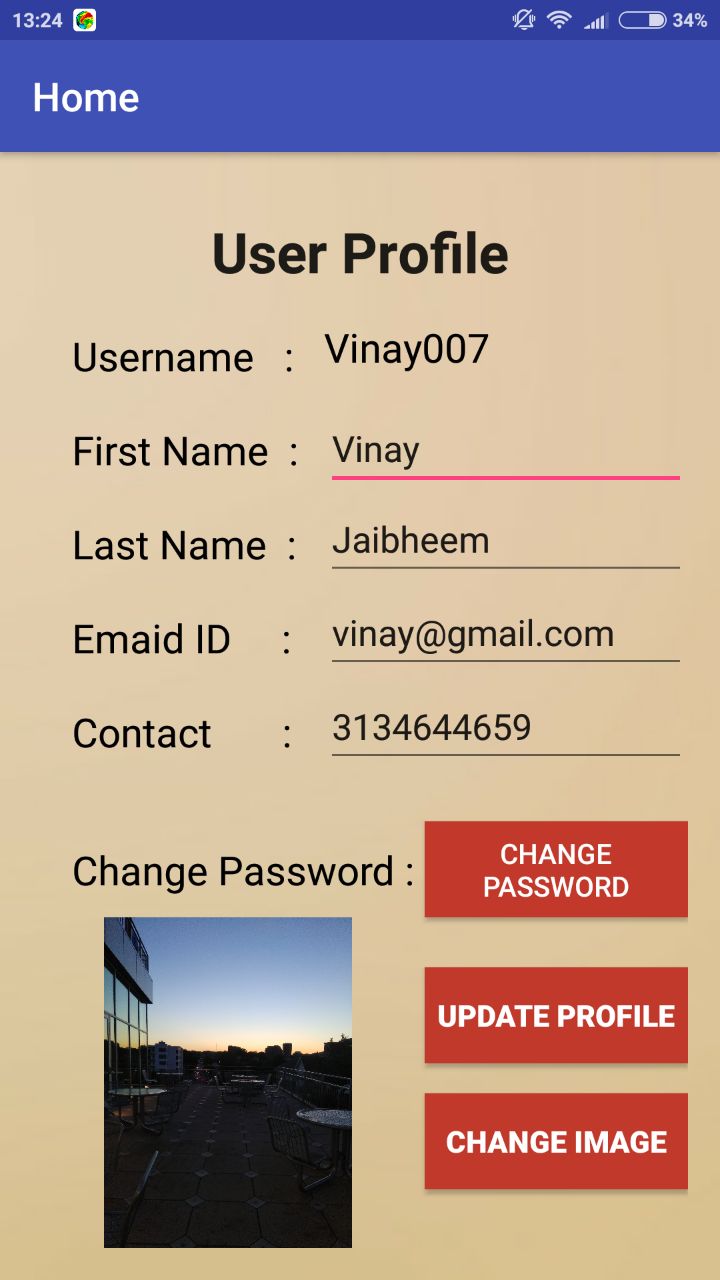 13:24 34%
Home
User Profile
Username : Vinay007
First Name : Vinay
Last Name : Jaibheem
Emaid ID : vinay@gmail.com
Contact : 3134644659
Change Password :
CHANGE
PASSWORD
UPDATE PROFILE
CHANGE IMAGE